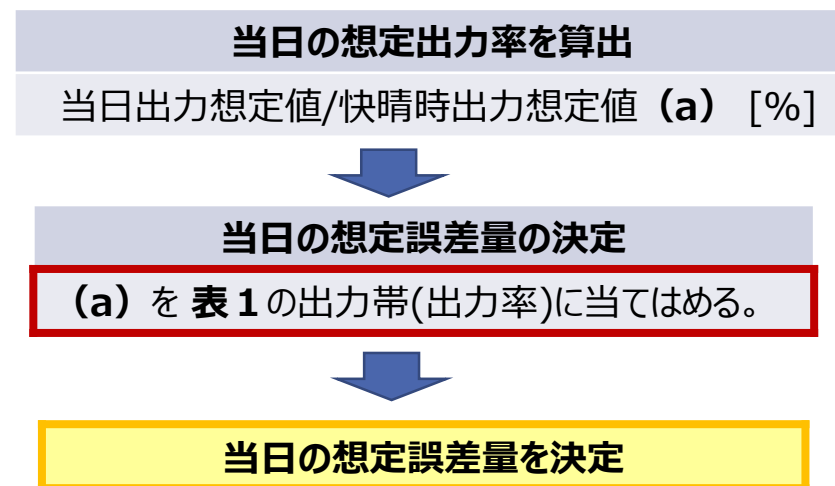 当日の想定出力率を算出
当日出力想定値/快晴時出力想定値（a） [%]
当日の想定誤差量の決定
（a）を 表１の出力帯(出力率)に当てはめる。
当日の想定誤差量を決定